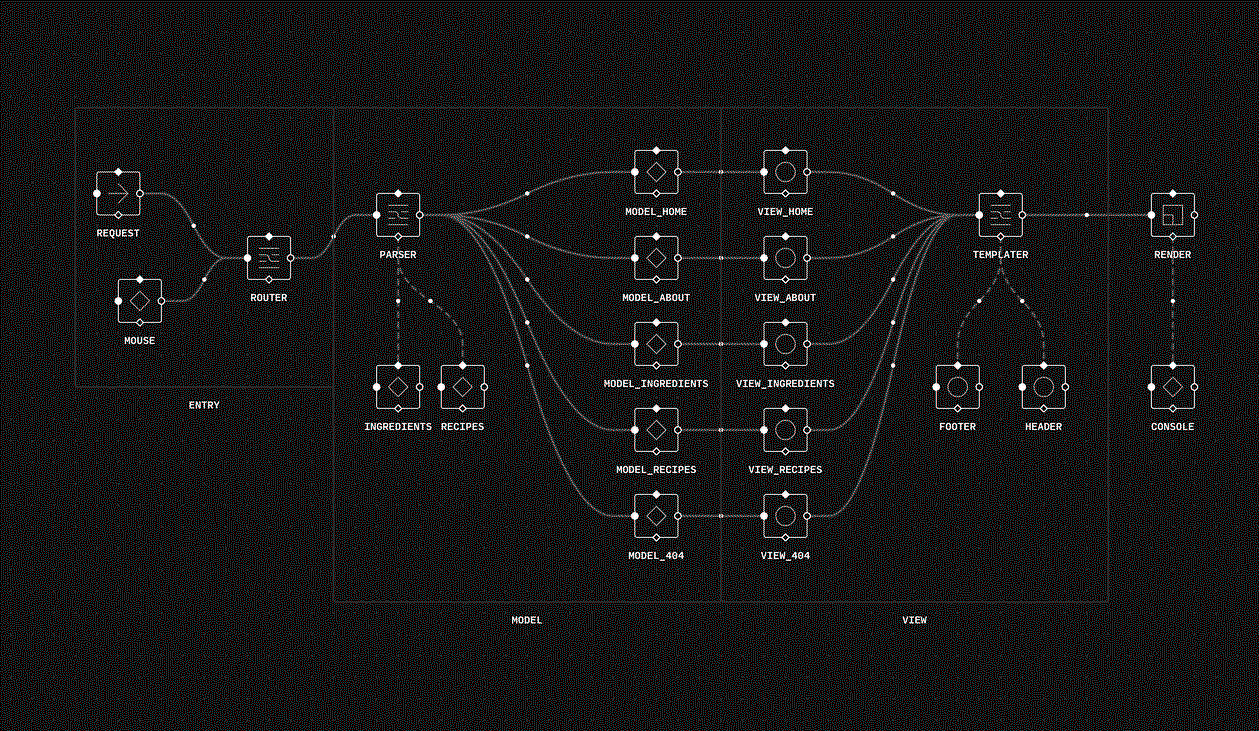 REQUEST
MOUSE
ROUTER
ENTRY
PARSER
INGREDIENTS
RECIPES
MODEL_HOME
MODEL_ABOUT
MODEL_INGREDIENTS
MODEL_RECIPES
MODEL_404
MODEL
VIEW_HOME
VIEW_ABOUT
VIEW_INGREDIENTS
VIEW_RECIPES
VIEW_404
TEMPLATER
FOOTER
HEADER
VIEW
RENDER
CONSOLE